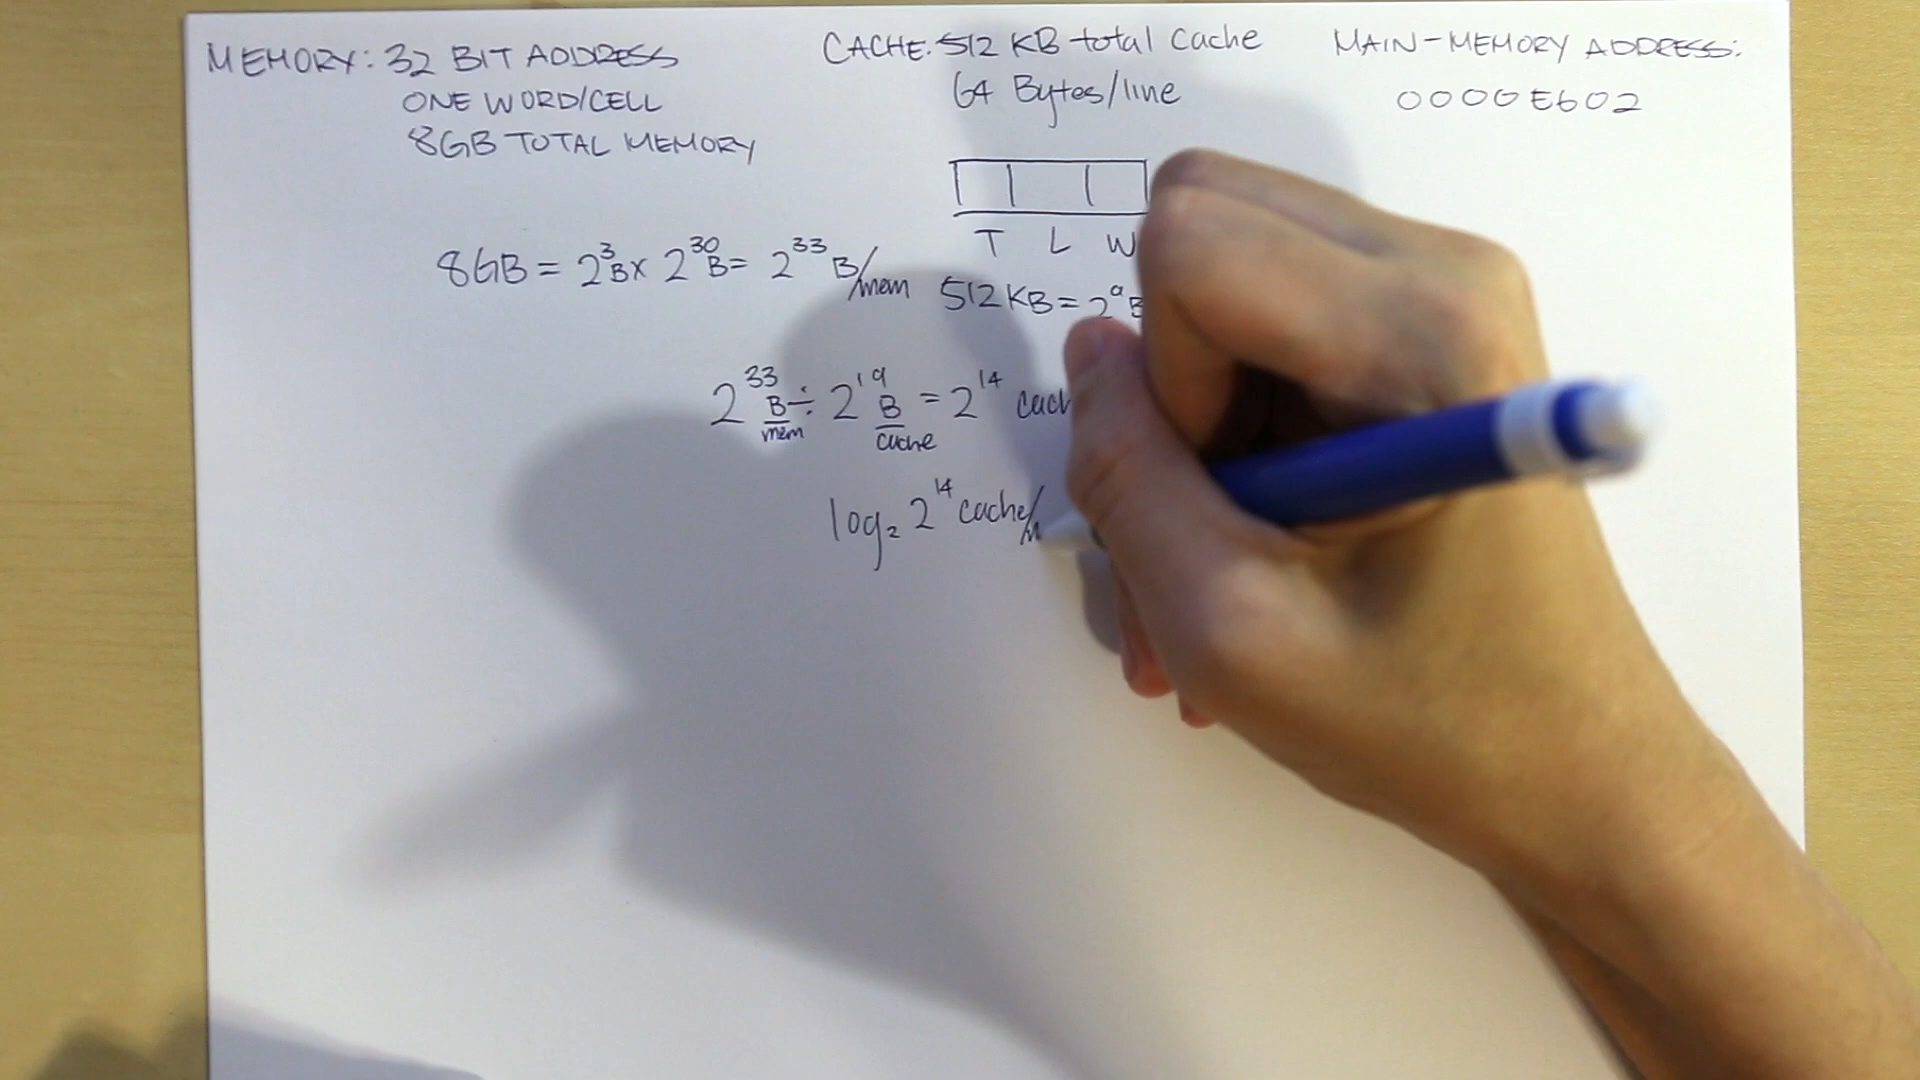 MEMORY: 32 BIT ADDRESS
ONE WORD/CELL
8GB TOTAL MEMORY
CACHE: 512 KB total cache
64 Bytes/line
MAIN-MEMORY ADDRESS:
0000E602
T L W
8GB = 2^3 B x 2^30 B = 2^33 B/mem
512KB = 2^9 B
2^33 B/mem ÷ 2^19 B/cache = 2^14 cach
log₂ 2^14 cache/